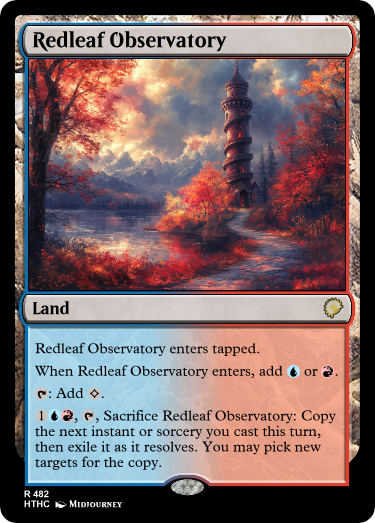 Redleaf Observatory
Land
Redleaf Observatory enters tapped.
When Redleaf Observatory enters, add or .
: Add .
1 , , Sacrifice Redleaf Observatory: Copy
the next instant or sorcery you cast this turn,
then exile it as it resolves. You may pick new
targets for the copy.
R 482
HTHC Midjourney